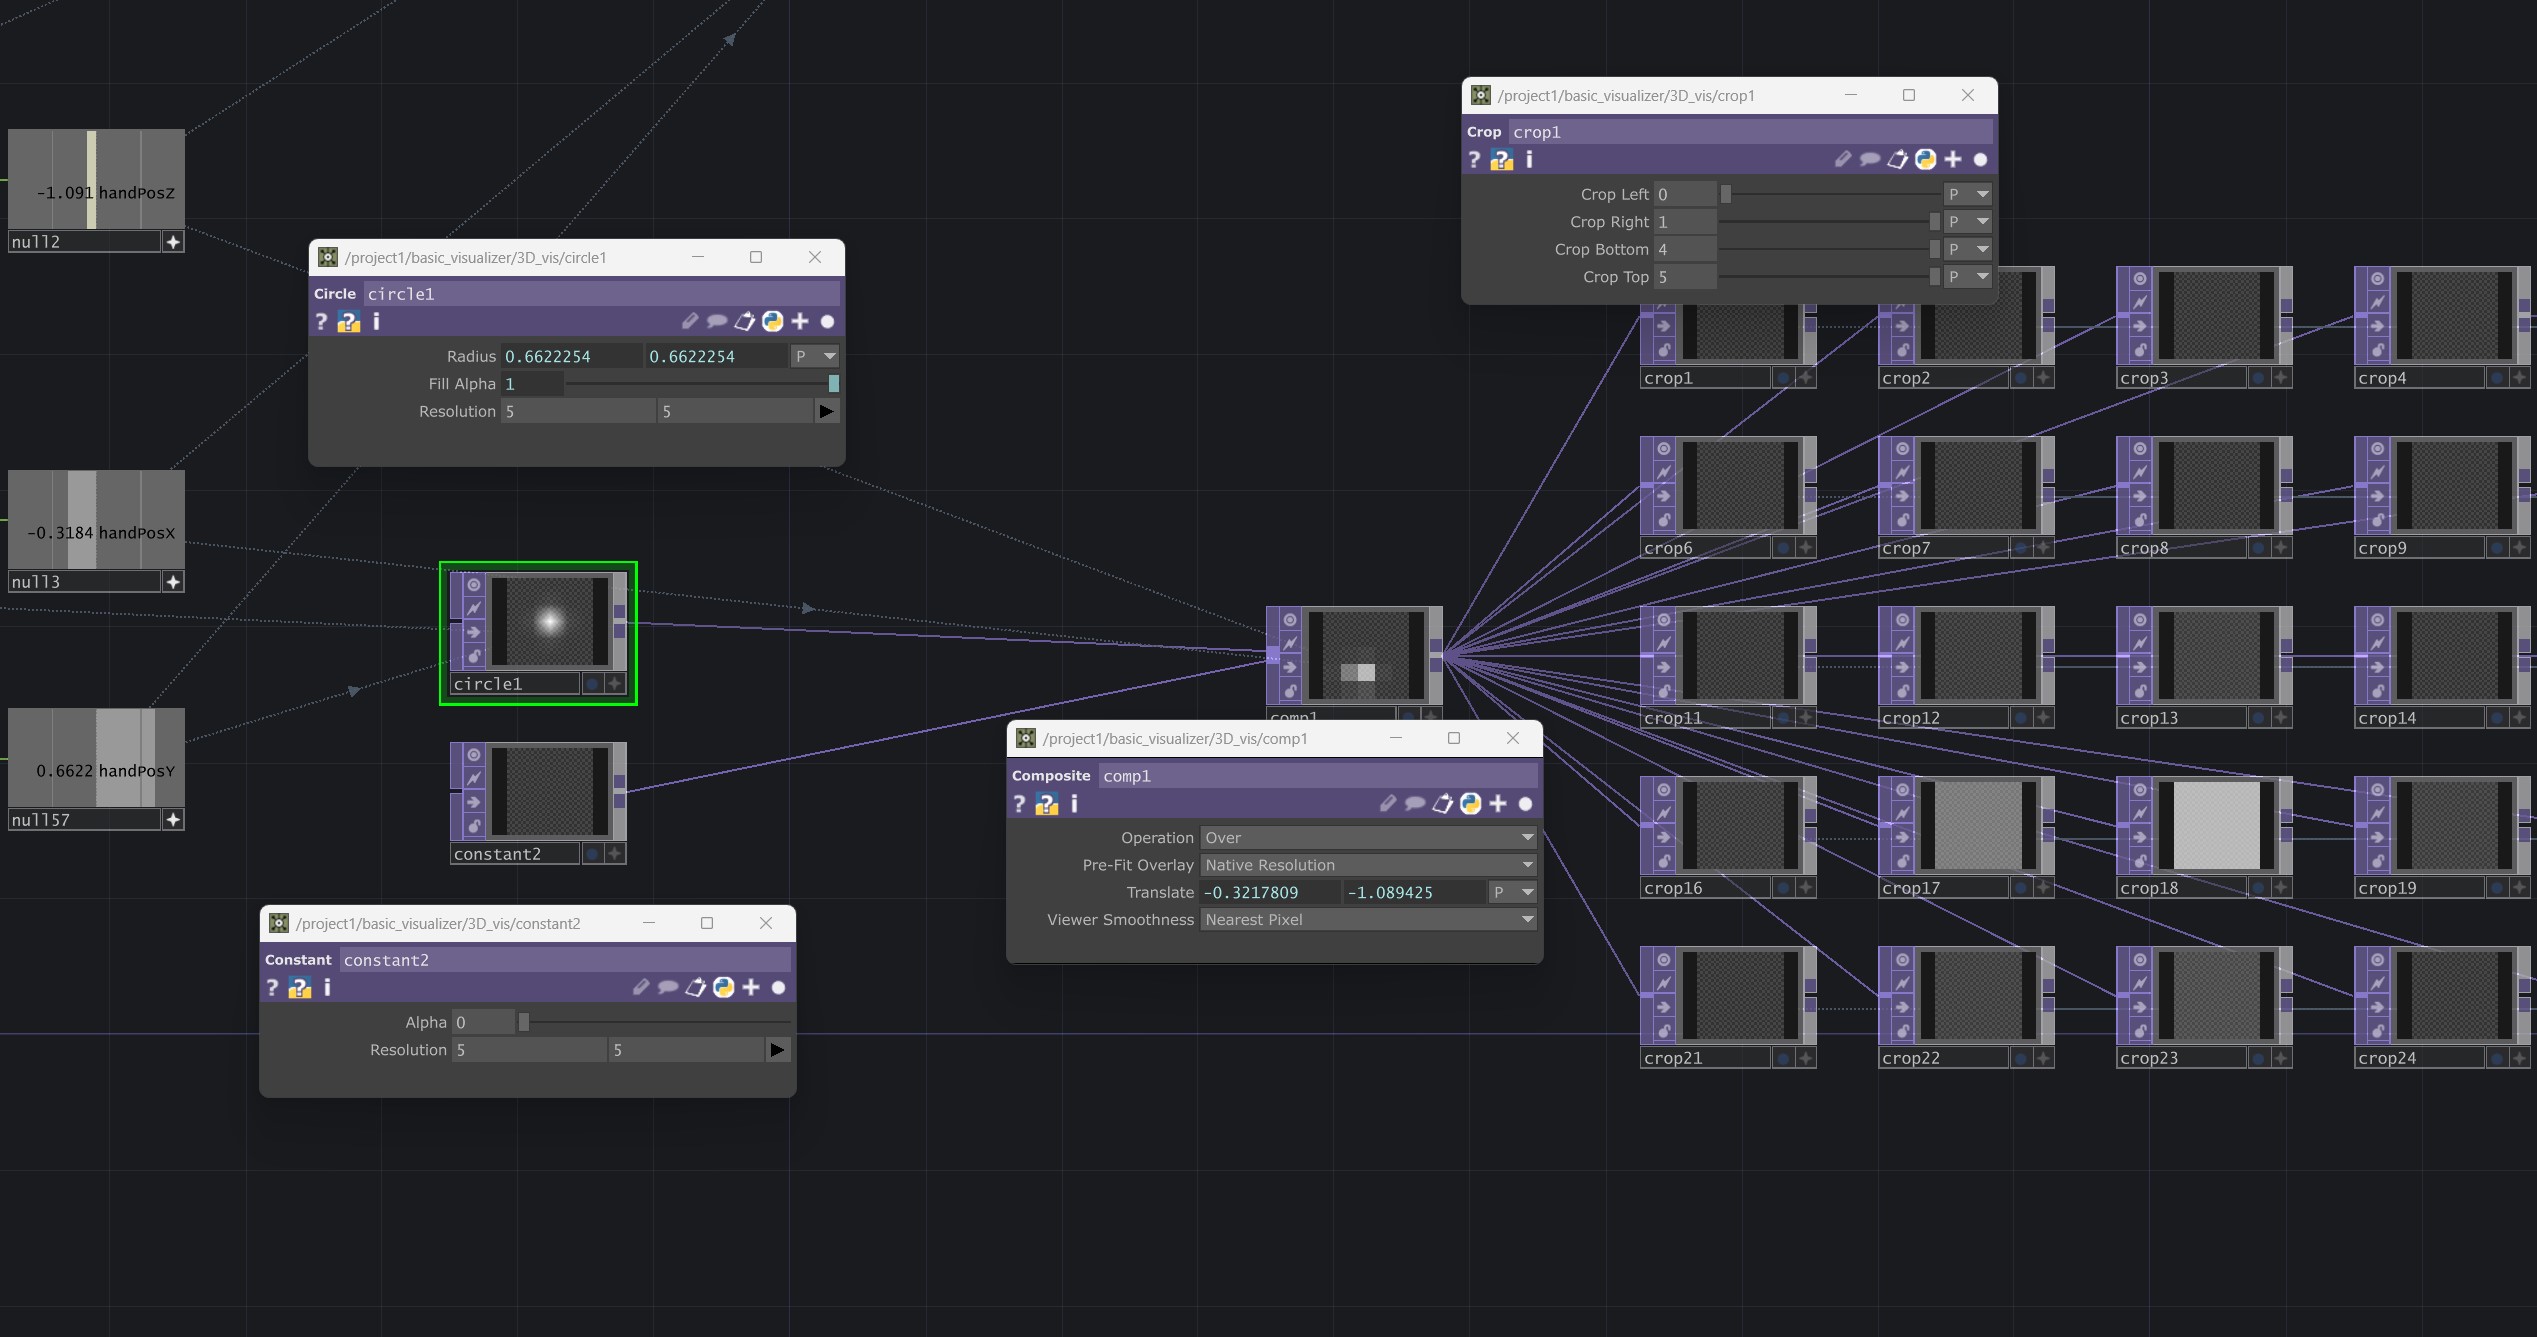 -1.091 handPosZ
null2
-0.3184 handPosX
null3
0.6622 handPosY
null57
/project1/basic_visualizer/3D_vis/circle1
Circle circle1
? ? i
Radius 0.6622254 0.6622254 P
Fill Alpha 1
Resolution 5 5
circle1
constant2
/project1/basic_visualizer/3D_vis/constant2
Constant constant2
? ? i
Alpha 0
Resolution 5 5
comp1
/project1/basic_visualizer/3D_vis/comp1
Composite comp1
? ? i
Operation Over
Pre-Fit Overlay Native Resolution
Translate -0.3217809 -1.089425 P
Viewer Smoothness Nearest Pixel
/project1/basic_visualizer/3D_vis/crop1
Crop crop1
? ? i
Crop Left 0 P
Crop Right 1 P
Crop Bottom 4 P
Crop Top 5 P
crop1 crop2 crop3 crop4
crop6 crop7 crop8 crop9
crop11 crop12 crop13 crop14
crop16 crop17 crop18 crop19
crop21 crop22 crop23 crop24